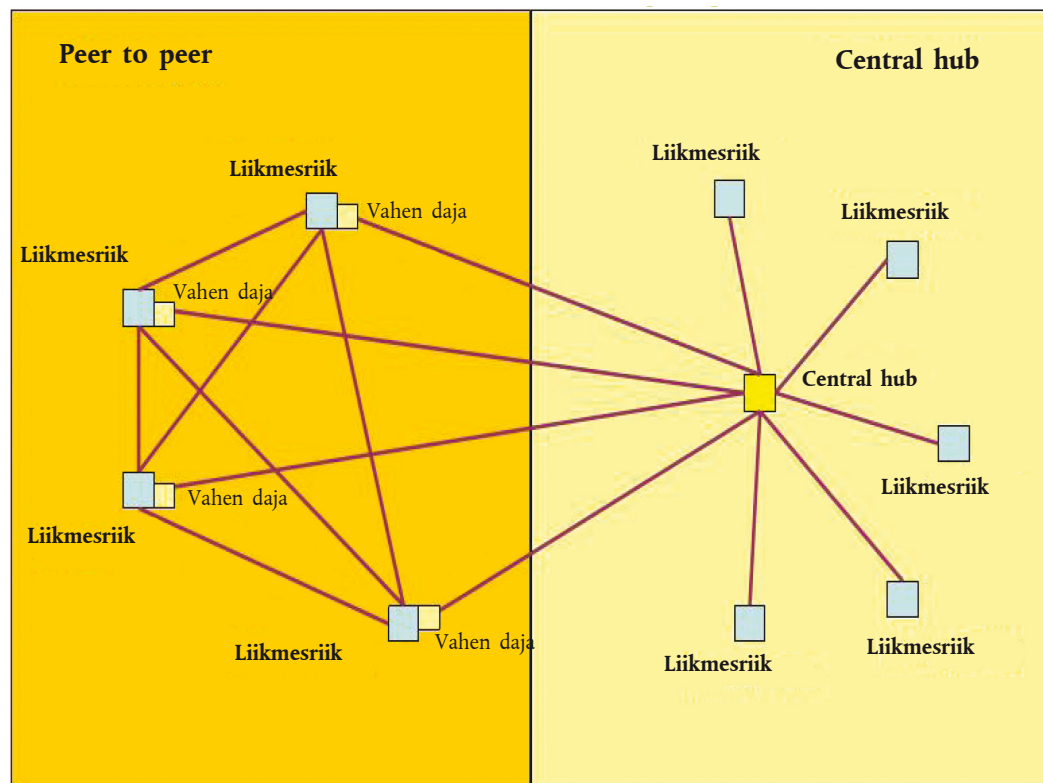 Peer to peer
Central hub
Liikmesriik
Vahen daja
Liikmesriik
Vahen daja
Vahen daja
Liikmesriik
Liikmesriik
Vahen daja
Liikmesriik
Liikmesriik
Central hub
Liikmesriik
Liikmesriik
Liikmesriik